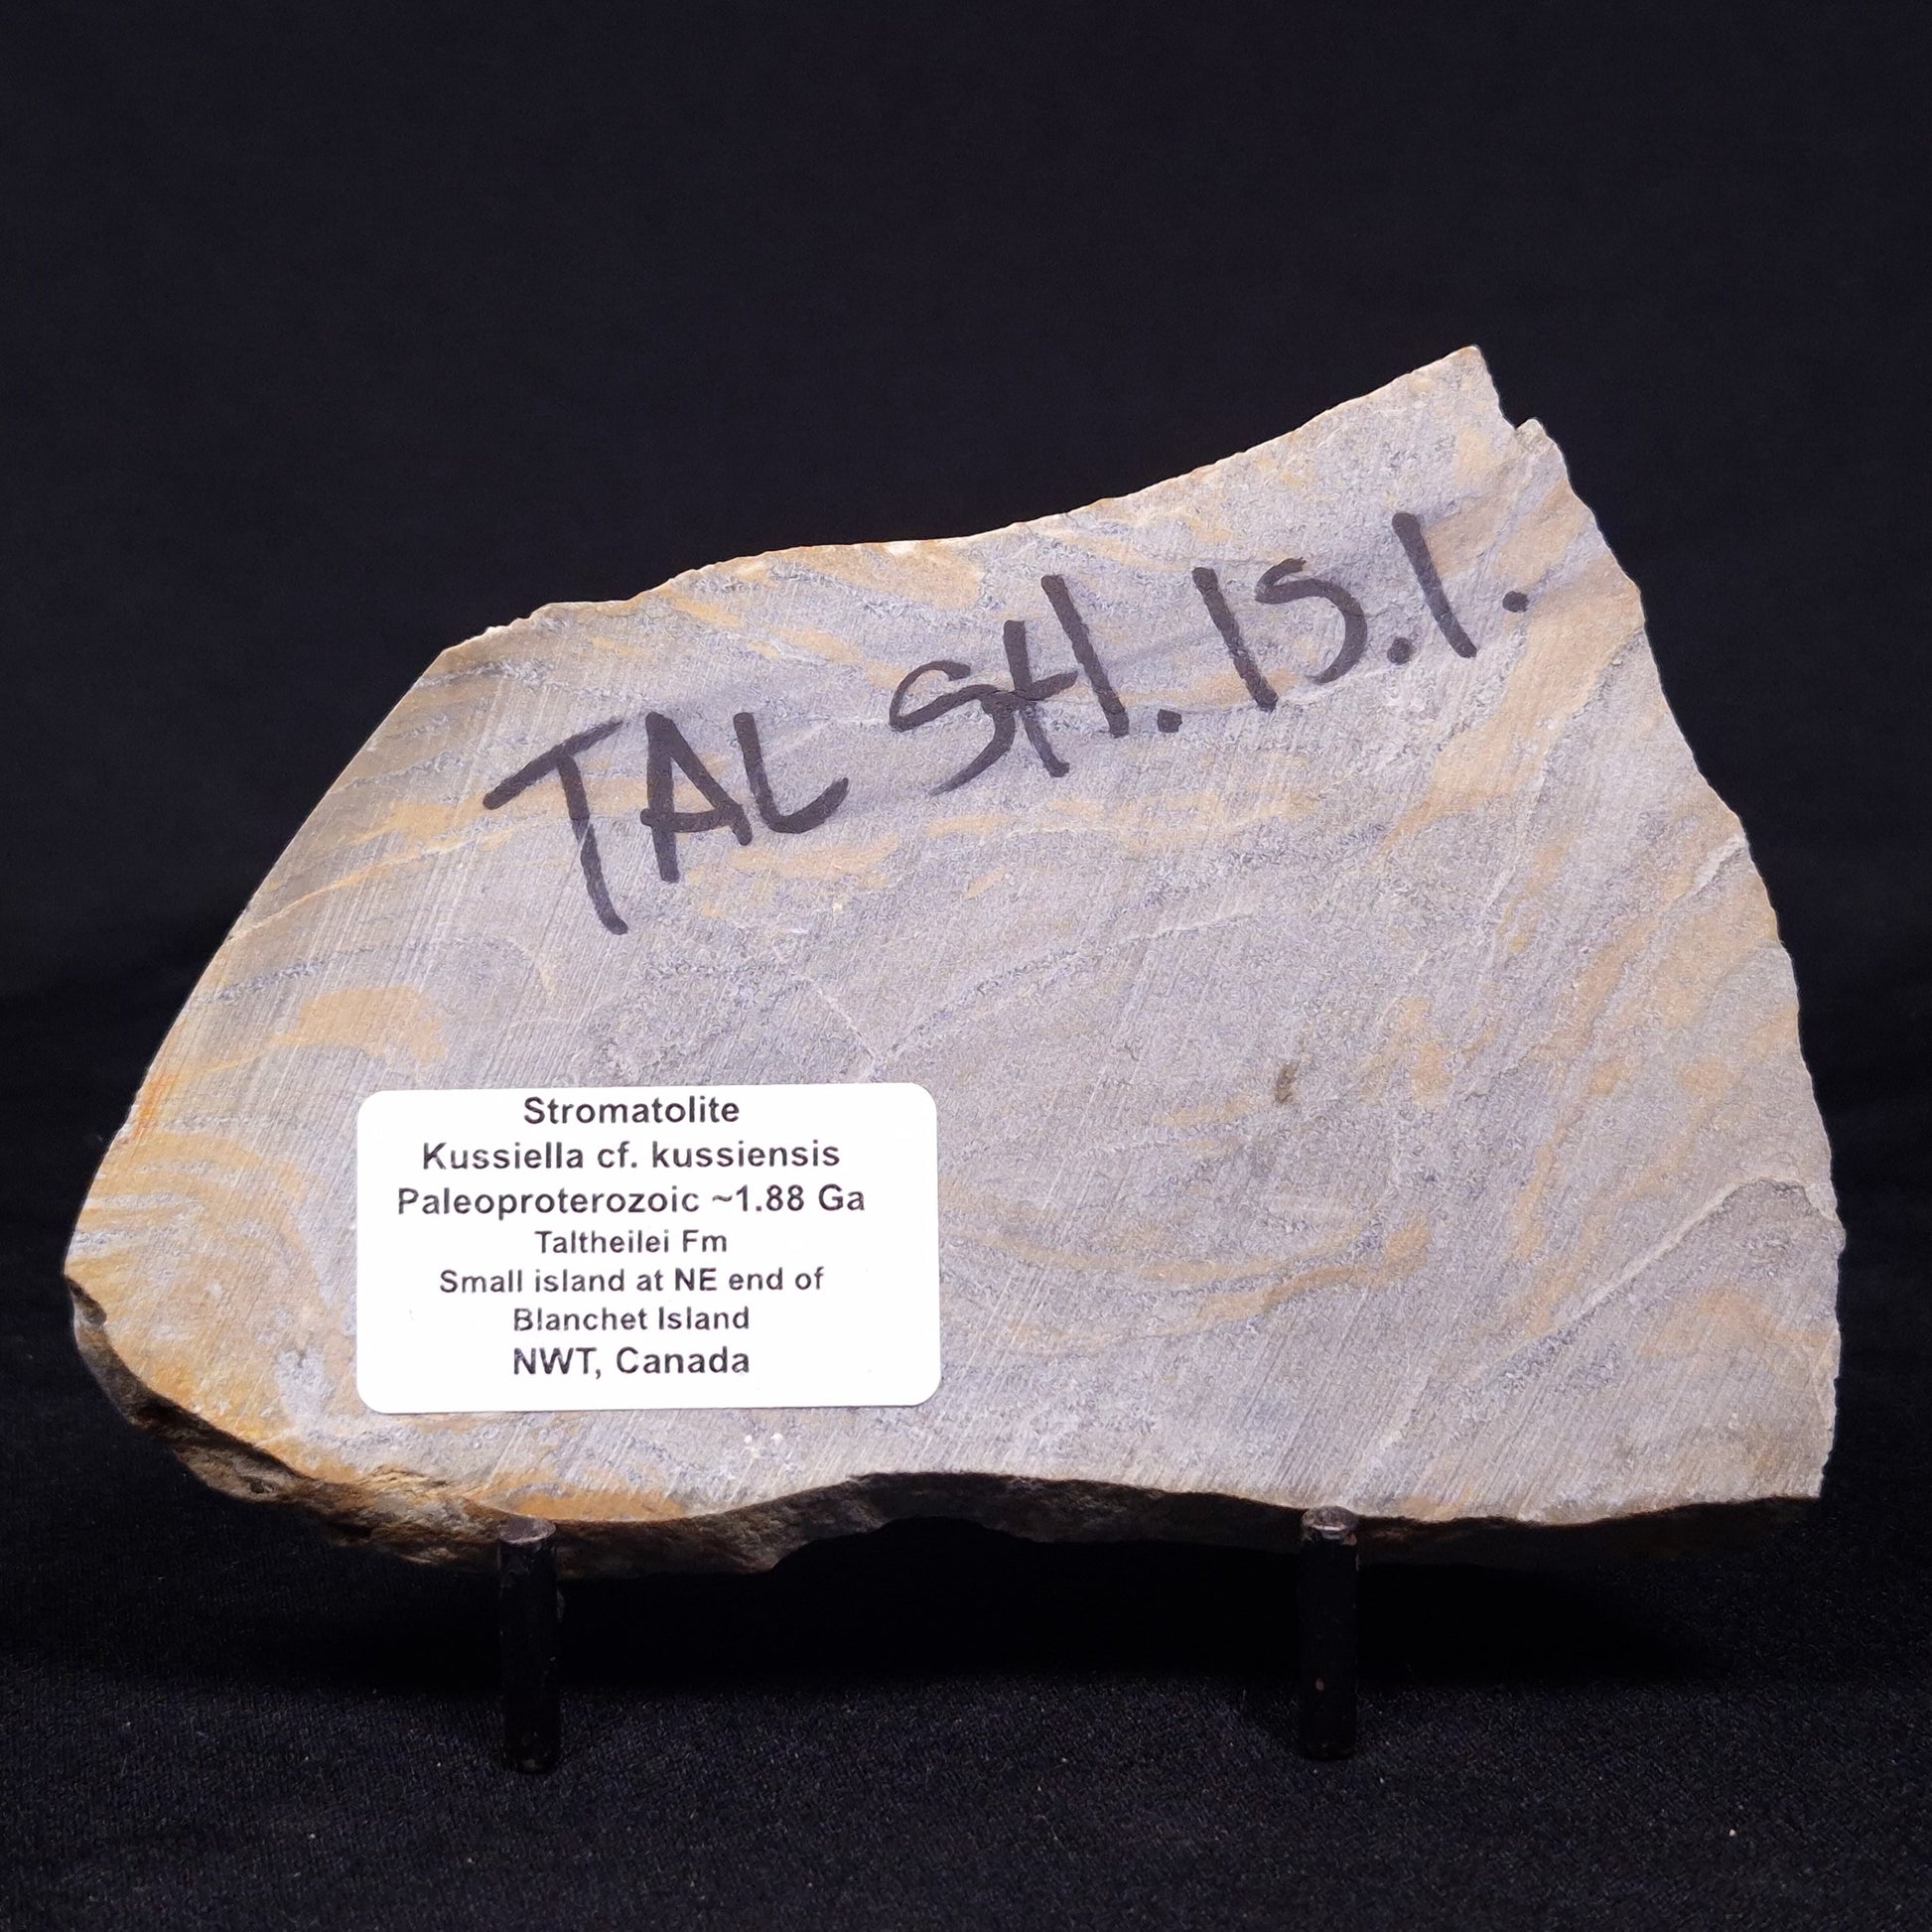 TAL SH. IS. 1.
Stromatolite
Kussiella cf. kussiensis
Paleoproterozoic ~1.88 Ga
Taltheilei Fm
Small island at NE end of
Blanchet Island
NWT, Canada